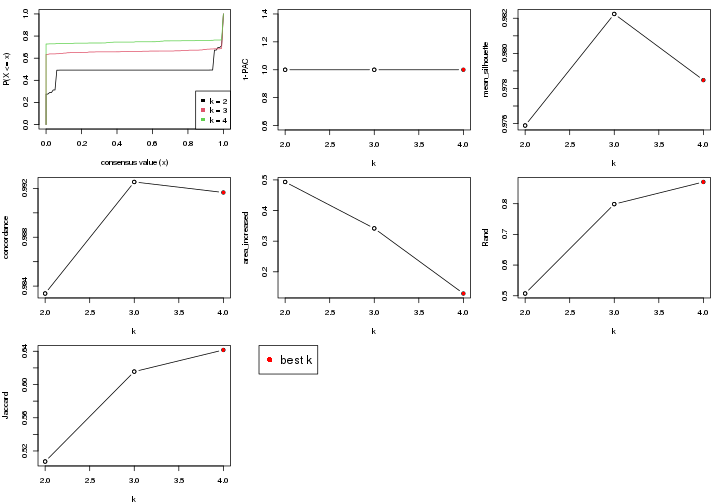 P(X <= x)
0.0 0.2 0.4 0.6 0.8 1.0
k = 2
k = 3
k = 4
0.0 0.2 0.4 0.6 0.8 1.0
consensus value (x)
1-PAC
0.6 0.8 1.0 1.2 1.4
2.0 2.5 3.0 3.5 4.0
k
mean_silhouette
0.976 0.978 0.980 0.982
2.0 2.5 3.0 3.5 4.0
k
concordance
0.984 0.988 0.992
2.0 2.5 3.0 3.5 4.0
k
area_increased
0.2 0.3 0.4 0.5
2.0 2.5 3.0 3.5 4.0
k
Rand
0.5 0.6 0.7 0.8
2.0 2.5 3.0 3.5 4.0
k
Jaccard
0.52 0.56 0.60 0.64
2.0 2.5 3.0 3.5 4.0
k
best k